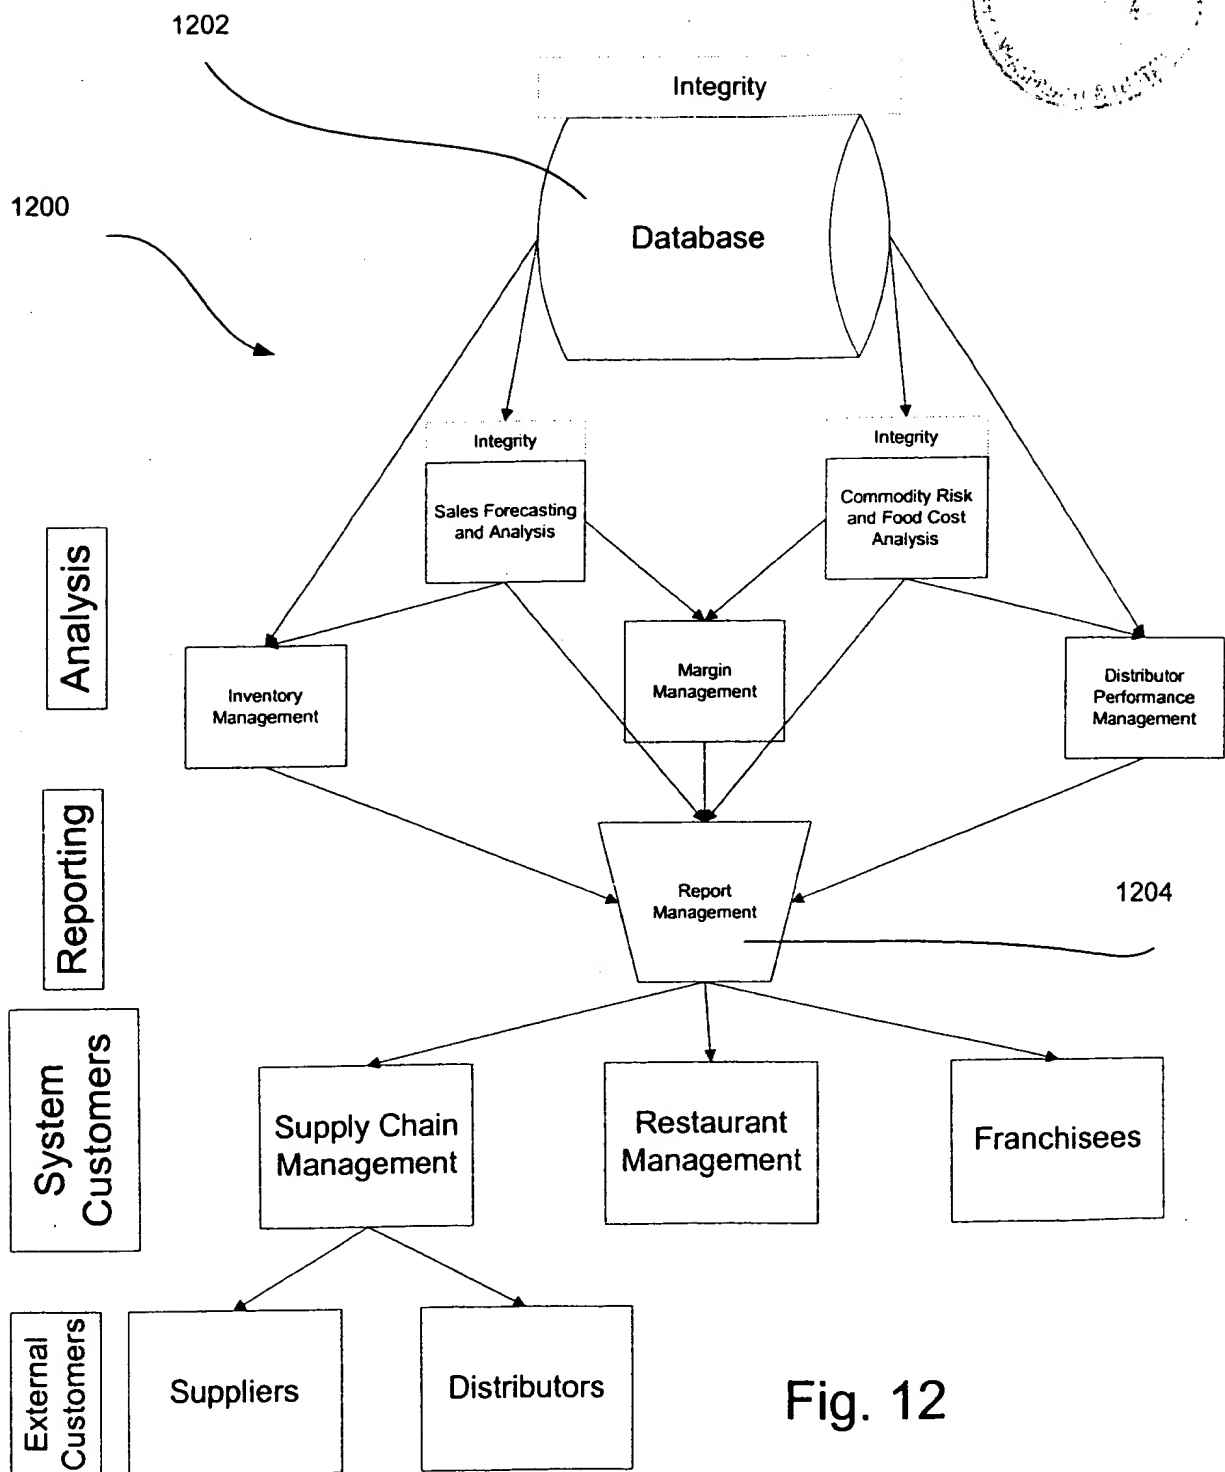 1202
Integrity
1200
Database
Integrity
Integrity
Sales Forecasting
and Analysis
Commodity Risk
and Food Cost
Analysis
Analysis
Inventory
Management
Margin
Management
Distributor
Performance
Management
Reporting
Report
Management
1204
System
Customers
Supply Chain
Management
Restaurant
Management
Franchisees
External
Customers
Suppliers
Distributors
Fig. 12